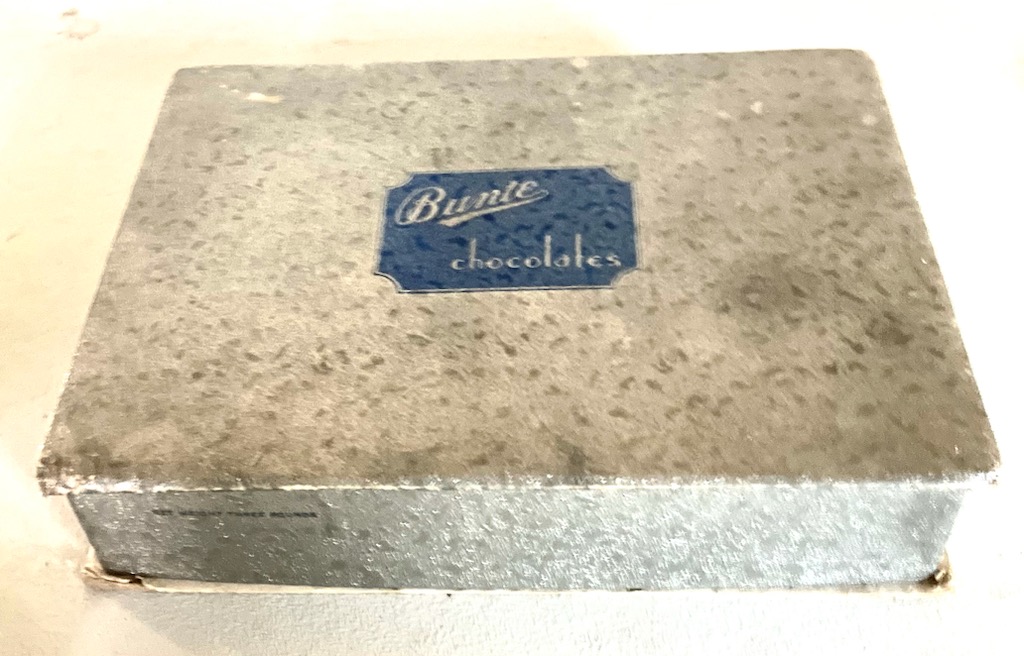 Bunte
chocolates
NET WEIGHT THREE POUNDS